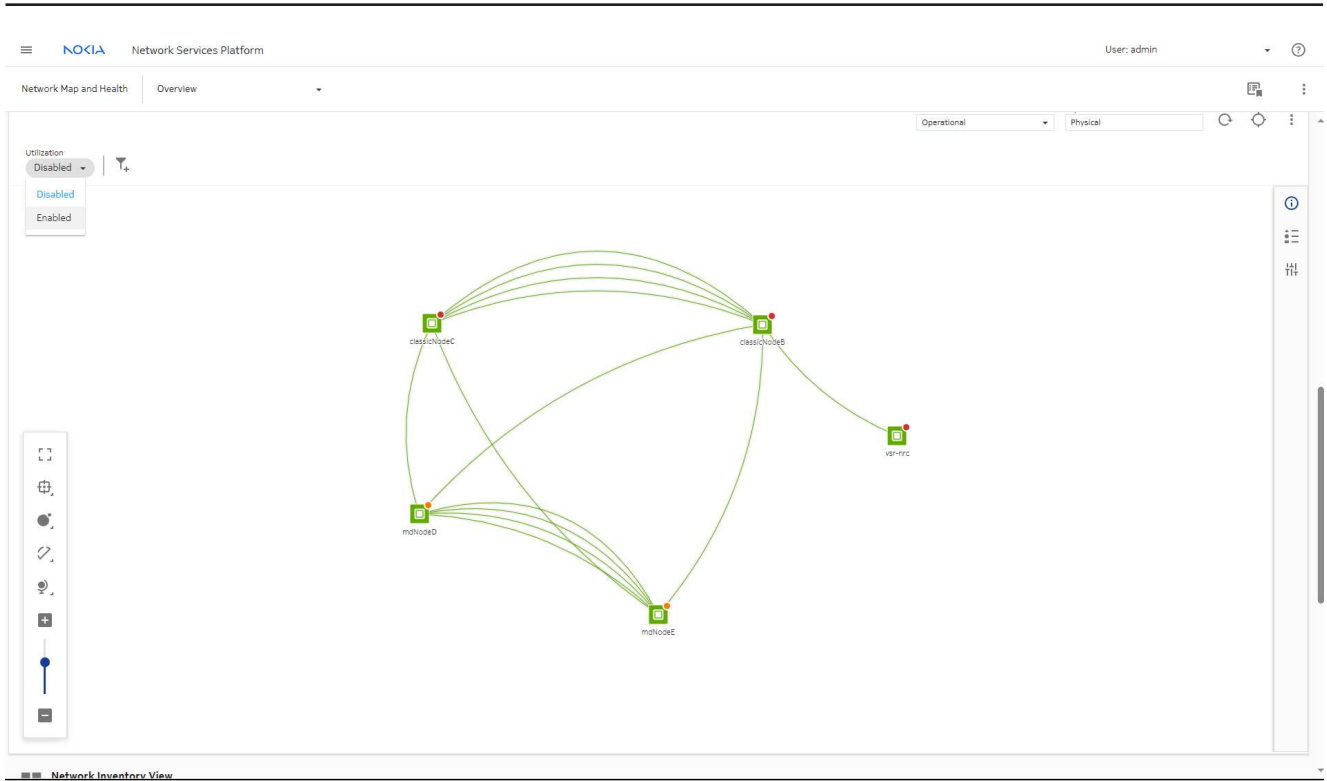 NOKIA Network Services Platform User: admin
Network Map and Health Overview
Operational Physical
Utilization
Disabled
Disabled
Enabled
classicNodeC
classicNodeB
vsr-nrc
mdNodeD
mdNodeE
Network Inventory View